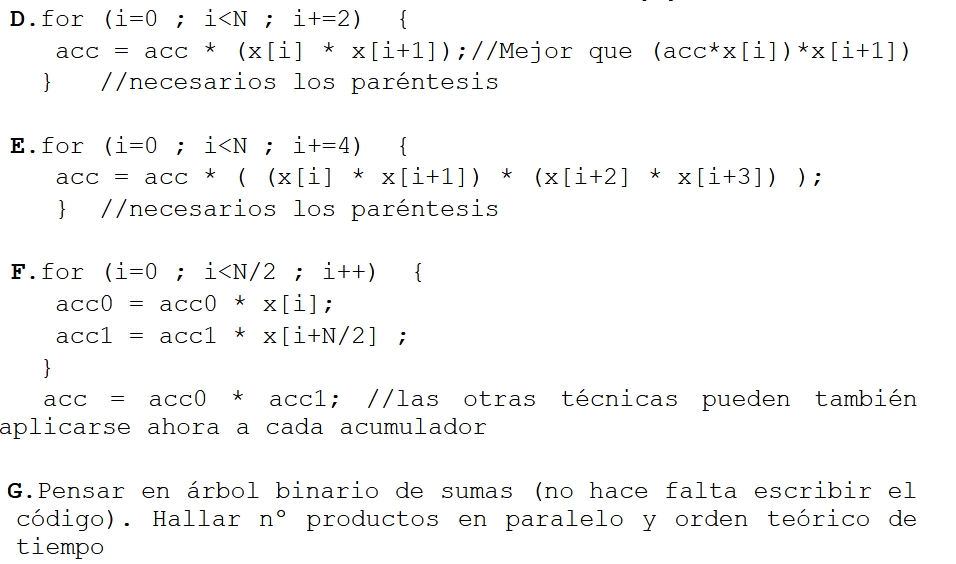 D.for (i=0 ; i<N ; i+=2)  {
acc = acc * (x[i] * x[i+1]);//Mejor que (acc*x[i])*x[i+1])
}   //necesarios los paréntesis
E.for (i=0 ; i<N ; i+=4)  {
acc = acc * ( (x[i] * x[i+1]) * (x[i+2] * x[i+3]) );
}  //necesarios los paréntesis
F.for (i=0 ; i<N/2 ; i++)  {
acc0 = acc0 * x[i];
acc1 = acc1 * x[i+N/2] ;
}
acc = acc0 * acc1; //las otras técnicas pueden también
aplicarse ahora a cada acumulador
G.Pensar en árbol binario de sumas (no hace falta escribir el
código). Hallar nº productos en paralelo y orden teórico de
tiempo